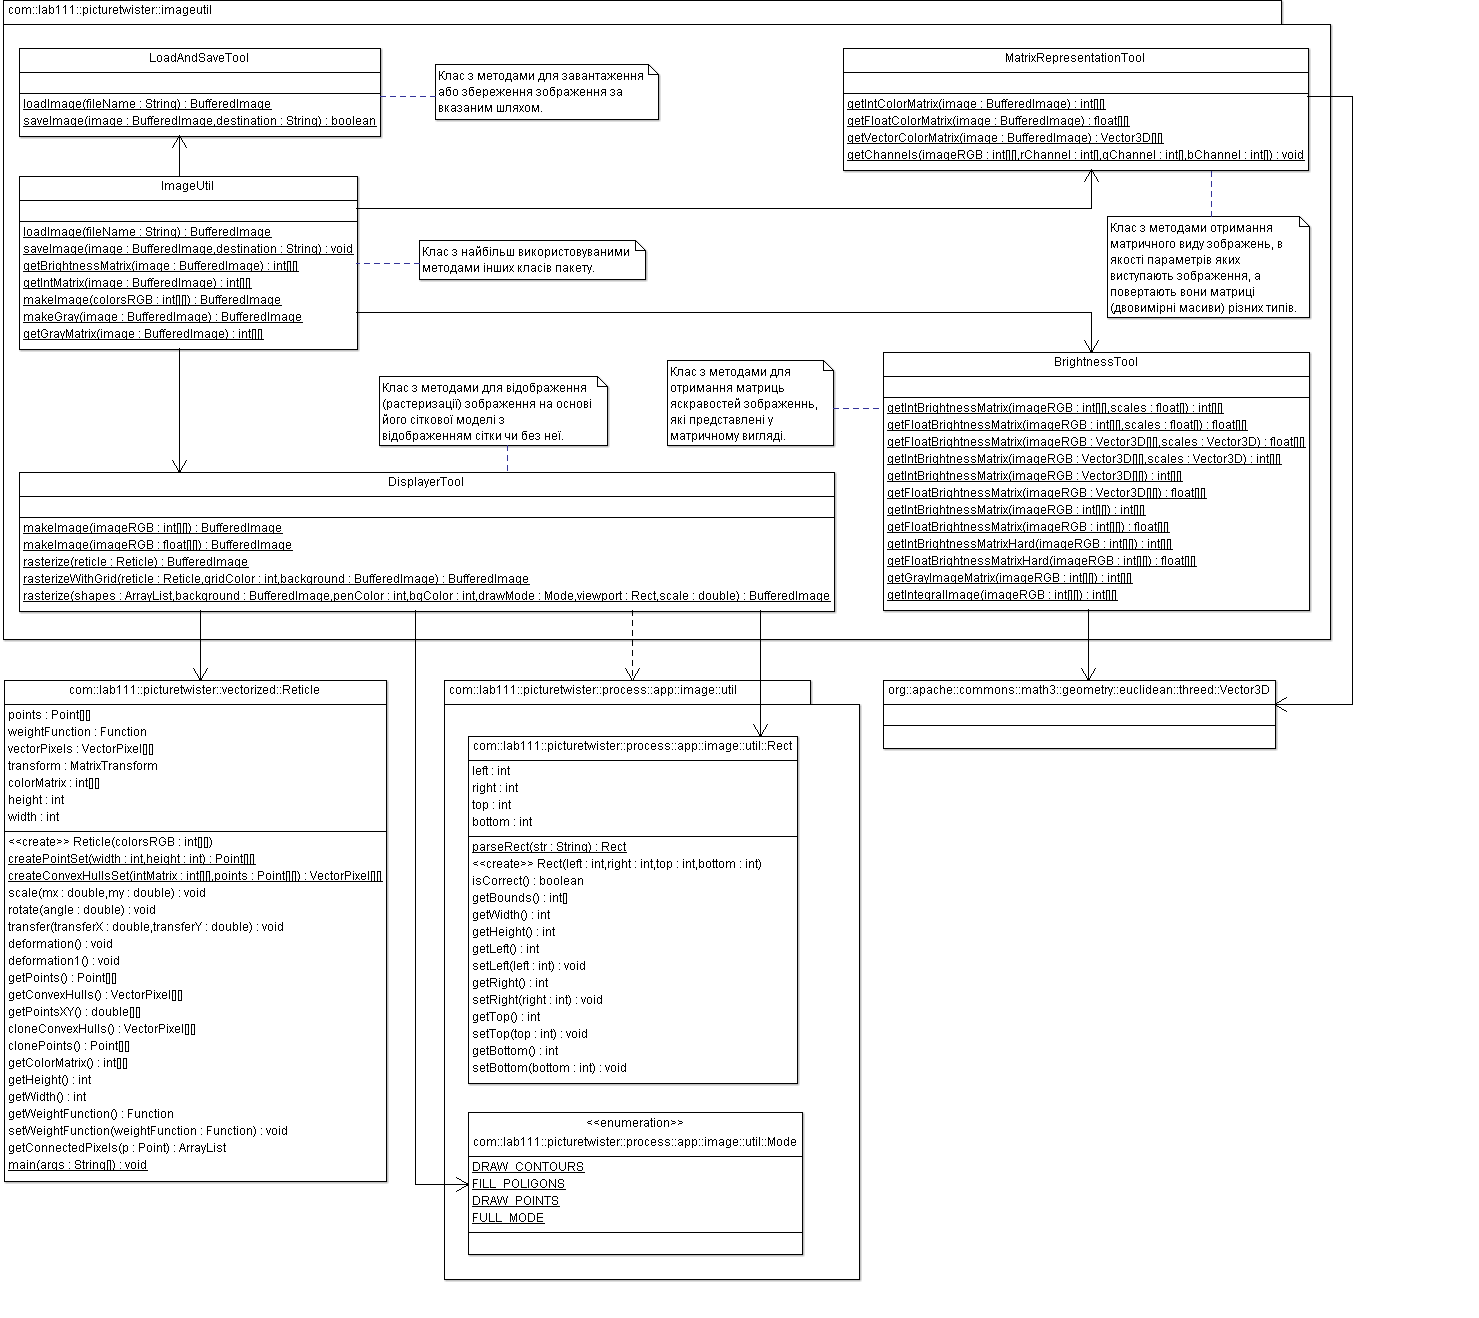 com::lab111::picturetwister::imageutil
LoadAndSaveTool
loadImage(fileName : String) : BufferedImage
saveImage(image : BufferedImage,destination : String) : boolean
Клас з методами для завантаження
або збереження зображення за
вказаним шляхом.
MatrixRepresentationTool
getIntColorMatrix(image : BufferedImage) : int[][]
getFloatColorMatrix(image : BufferedImage) : float[][]
getVectorColorMatrix(image : BufferedImage) : Vector3D[][]
getChannels(imageRGB : int[][],rChannel : int[],gChannel : int[],bChannel : int[]) : void
ImageUtil
loadImage(fileName : String) : BufferedImage
saveImage(image : BufferedImage,destination : String) : void
getBrightnessMatrix(image : BufferedImage) : int[][]
getIntMatrix(image : BufferedImage) : int[][]
makeImage(colorsRGB : int[][]) : BufferedImage
makeGray(image : BufferedImage) : BufferedImage
getGrayMatrix(image : BufferedImage) : int[][]
Клас з найбільш використовуваними
методами інших класів пакету.
Клас з методами отримання
матричного виду зображень, в
якості параметрів яких
виступають зображення, а
повертають вони матриці
(двовимірні масиви) різних типів.
Клас з методами для відображення
(растеризації) зображення на основі
його сіткової моделі з
відображенням сітки чи без неї.
Клас з методами для
отримання матриць
яскравостей зображеннь,
які представлені у
матричному вигляді.
BrightnessTool
getIntBrightnessMatrix(imageRGB : int[][],scales : float[]) : int[][]
getFloatBrightnessMatrix(imageRGB : int[][],scales : float[]) : float[][]
getFloatBrightnessMatrix(imageRGB : Vector3D[][],scales : Vector3D) : float[][]
getIntBrightnessMatrix(imageRGB : Vector3D[][],scales : Vector3D) : int[][]
getIntBrightnessMatrix(imageRGB : Vector3D[][]) : int[][]
getFloatBrightnessMatrix(imageRGB : Vector3D[][]) : float[][]
getIntBrightnessMatrix(imageRGB : int[][]) : int[][]
getFloatBrightnessMatrix(imageRGB : int[][]) : float[][]
getIntBrightnessMatrixHard(imageRGB : int[][]) : int[][]
getFloatBrightnessMatrixHard(imageRGB : int[][]) : float[][]
getGrayImageMatrix(imageRGB : int[][]) : int[][]
getIntegralImage(imageRGB : int[][]) : int[][]
DisplayerTool
makeImage(imageRGB : int[][]) : BufferedImage
makeImage(imageRGB : float[][]) : BufferedImage
rasterize(reticle : Reticle) : BufferedImage
rasterizeWithGrid(reticle : Reticle,gridColor : int,background : BufferedImage) : BufferedImage
rasterize(shapes : ArrayList,background : BufferedImage,penColor : int,bgColor : int,drawMode : Mode,viewport : Rect,scale : double) : BufferedImage
com::lab111::picturetwister::vectorized::Reticle
points : Point[][]
weightFunction : Function
vectorPixels : VectorPixel[][]
transform : MatrixTransform
colorMatrix : int[][]
height : int
width : int
<<create>> Reticle(colorsRGB : int[][])
createPointSet(width : int,height : int) : Point[][]
createConvexHullsSet(intMatrix : int[][],points : Point[][]) : VectorPixel[][]
scale(mx : double,my : double) : void
rotate(angle : double) : void
transfer(transferX : double,transferY : double) : void
deformation() : void
deformation1() : void
getPoints() : Point[][]
getConvexHulls() : VectorPixel[][]
getPointsXY() : double[][]
cloneConvexHulls() : VectorPixel[][]
clonePoints() : Point[][]
getColorMatrix() : int[][]
getHeight() : int
getWidth() : int
getWeightFunction() : Function
setWeightFunction(weightFunction : Function) : void
getConnectedPixels(p : Point) : ArrayList
main(args : String[]) : void
com::lab111::picturetwister::process::app::image::util
com::lab111::picturetwister::process::app::image::util::Rect
left : int
right : int
top : int
bottom : int
parseRect(str : String) : Rect
<<create>> Rect(left : int,right : int,top : int,bottom : int)
isCorrect() : boolean
getBounds() : int[]
getWidth() : int
getHeight() : int
getLeft() : int
setLeft(left : int) : void
getRight() : int
setRight(right : int) : void
getTop() : int
setTop(top : int) : void
getBottom() : int
setBottom(bottom : int) : void
<<enumeration>>
com::lab111::picturetwister::process::app::image::util::Mode
DRAW_CONTOURS
FILL_POLIGONS
DRAW_POINTS
FULL_MODE
org::apache::commons::math3::geometry::euclidean::threed::Vector3D